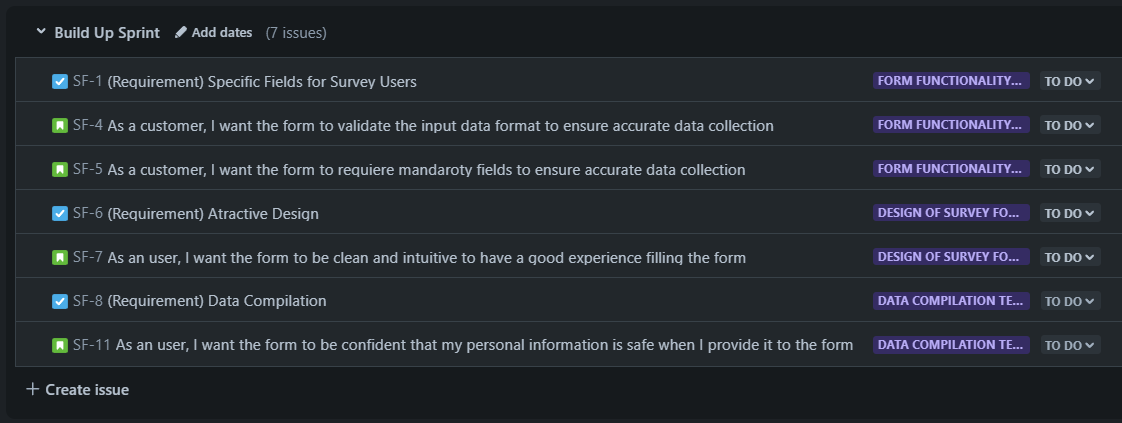 Build Up Sprint Add dates (7 issues)
SF-1 (Requirement) Specific Fields for Survey Users FORM FUNCTIONALITY... TO DO
SF-4 As a customer, I want the form to validate the input data format to ensure accurate data collection FORM FUNCTIONALITY... TO DO
SF-5 As a customer, I want the form to requiere mandaroty fields to ensure accurate data collection FORM FUNCTIONALITY... TO DO
SF-6 (Requirement) Atractive Design DESIGN OF SURVEY FO... TO DO
SF-7 As an user, I want the form to be clean and intuitive to have a good experience filling the form DESIGN OF SURVEY FO... TO DO
SF-8 (Requirement) Data Compilation DATA COMPILATION TE... TO DO
SF-11 As an user, I want the form to be confident that my personal information is safe when I provide it to the form DATA COMPILATION TE... TO DO
+ Create issue